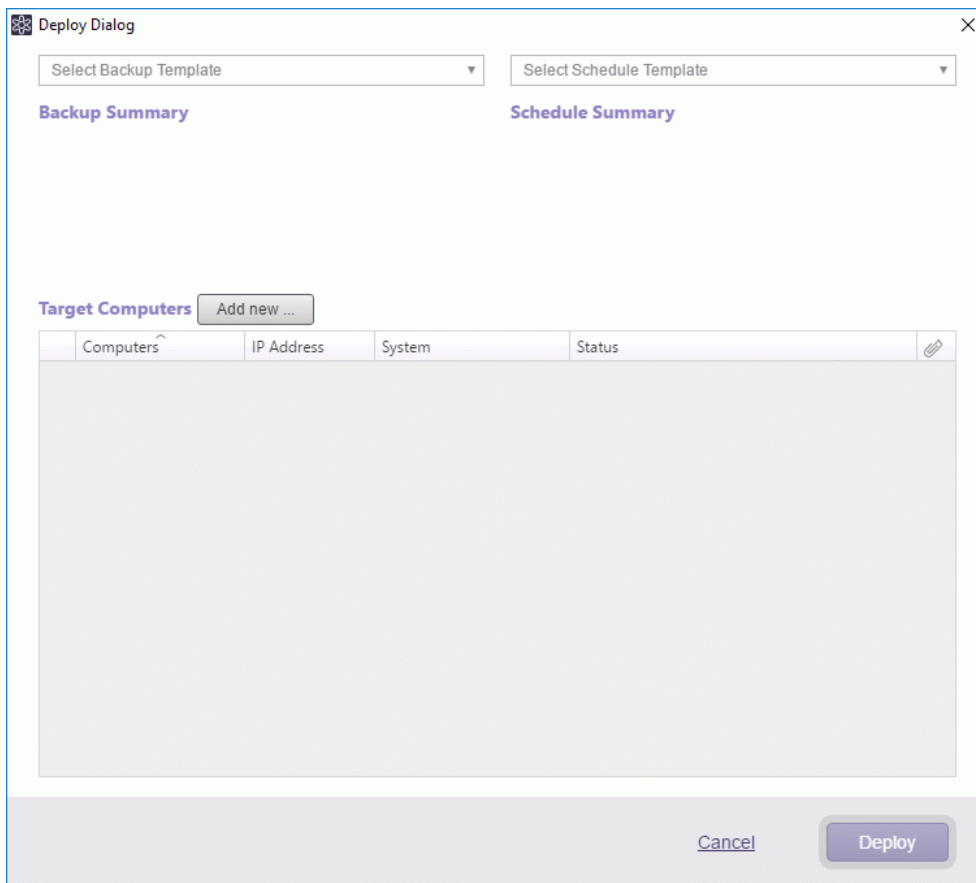 Deploy Dialog
Select Backup Template Select Schedule Template
Backup Summary Schedule Summary
Target Computers Add new ...
Computers IP Address System Status
Cancel Deploy